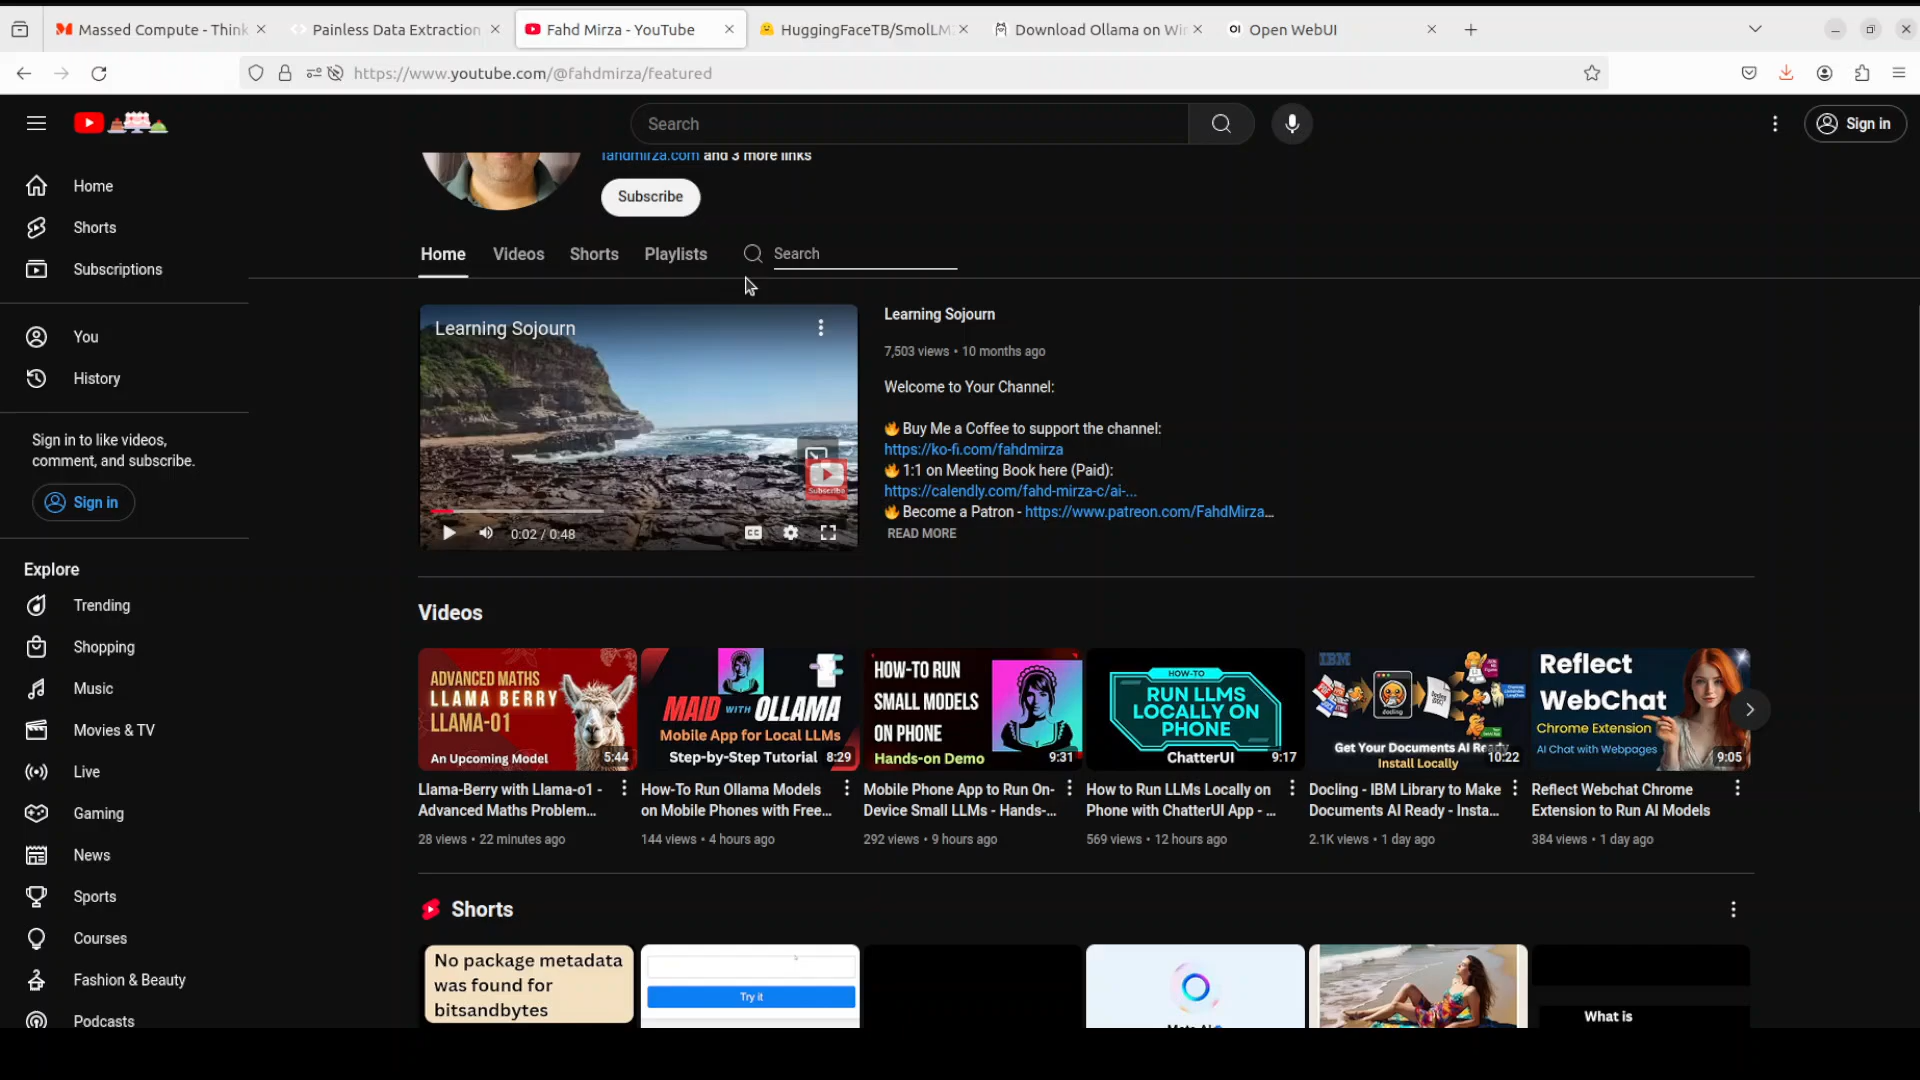 Massed Compute - Think
Painless Data Extraction
Fahd Mirza - YouTube
HuggingFaceTB/SmolLM
Download Ollama on Win
OI Open WebUI
https://www.youtube.com/@fahdmirza/featured
Search
Sign in
Home
Shorts
Subscriptions
You
History
Sign in to like videos,
comment, and subscribe.
Sign in
Explore
Trending
Shopping
Music
Movies & TV
Live
Gaming
News
Sports
Courses
Fashion & Beauty
Podcasts
fahdmirza.com and 3 more links
Subscribe
Home
Videos
Shorts
Playlists
Search
Learning Sojourn
Subscribe
0:02 / 0:48
Learning Sojourn
7,503 views • 10 months ago
Welcome to Your Channel:
🔥Buy Me a Coffee to support the channel:
https://ko-fi.com/fahdmirza
🔥1:1 on Meeting Book here (Paid):
https://calendly.com/fahd-mirza-c/ai-...
🔥Become a Patron - https://www.patreon.com/FahdMirza...
READ MORE
Videos
ADVANCED MATHS
LLAMA BERRY
LLAMA-O1
An Upcoming Model
5:44
Llama-Berry with Llama-o1 -
Advanced Maths Problem...
28 views • 22 minutes ago
MAID WITH OLLAMA
Mobile App for Local LLMs
Step-by-Step Tutorial
8:29
How-To Run Ollama Models
on Mobile Phones with Free...
144 views • 4 hours ago
HOW-TO RUN
SMALL MODELS
ON PHONE
Hands-on Demo
9:31
Mobile Phone App to Run On-
Device Small LLMs - Hands-...
292 views • 9 hours ago
HOW-TO
RUN LLMS
LOCALLY ON
PHONE
ChatterUI
9:17
How to Run LLMs Locally on
Phone with ChatterUI App - ...
569 views • 12 hours ago
IBM
docling
Get Your Documents AI Ready
Install Locally
10:22
Docling - IBM Library to Make
Documents AI Ready - Insta...
2.1K views • 1 day ago
Reflect
WebChat
Chrome Extension
AI Chat with Webpages
9:05
Reflect Webchat Chrome
Extension to Run AI Models
384 views • 1 day ago
Shorts
No package metadata
was found for
bitsandbytes
Try it
What is